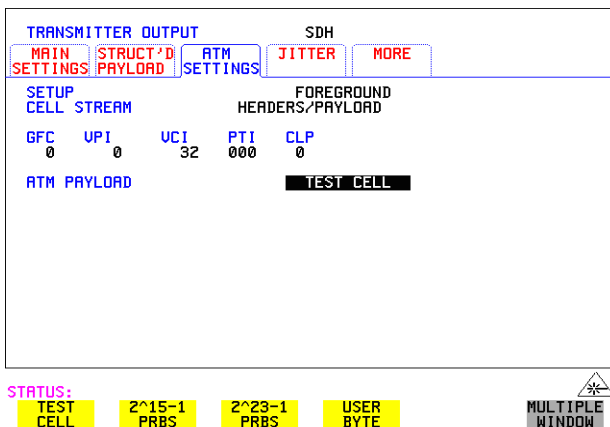 TRANSMITTER OUTPUT SDH
MAIN SETTINGS STRUCT'D PAYLOAD ATM SETTINGS JITTER MORE
SETUP FOREGROUND
CELL STREAM HEADERS/PAYLOAD
GFC VPI VCI PTI CLP
0 0 32 000 0
ATM PAYLOAD TEST CELL
STATUS:
TEST CELL 2^15-1 PRBS 2^23-1 PRBS USER BYTE MULTIPLE WINDOW